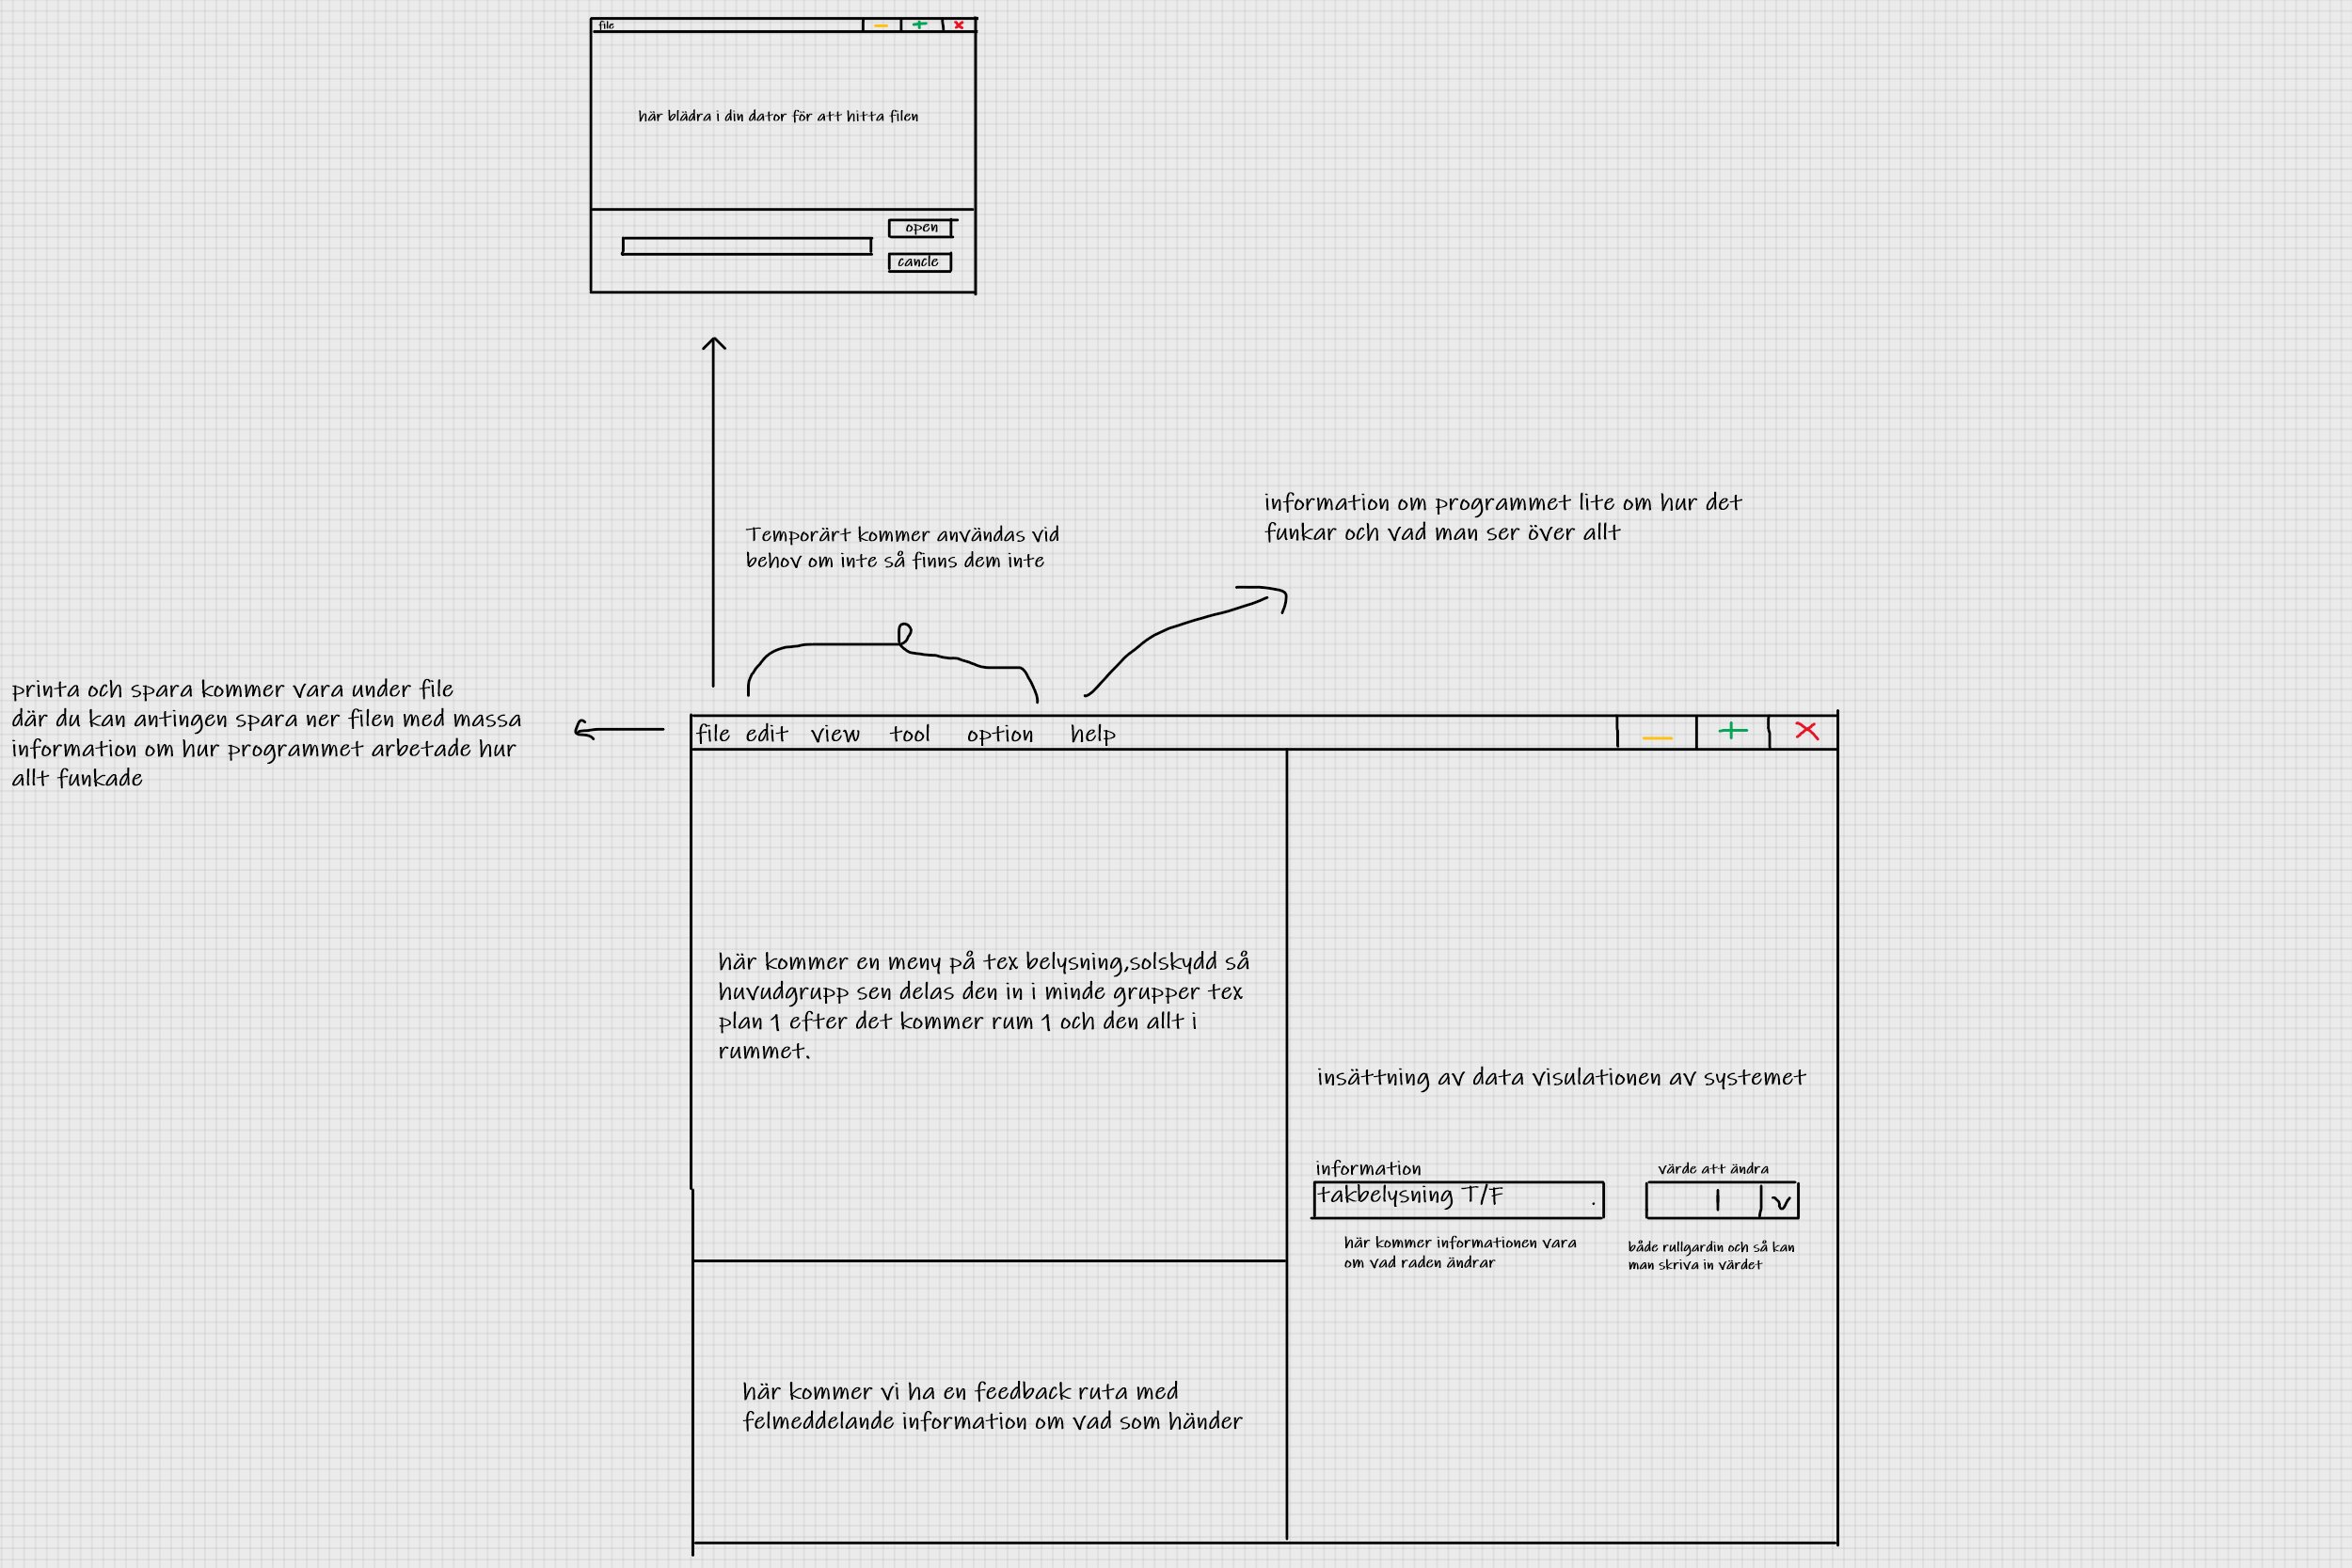 file
här blädra i din dator för att hitta filen
open
cancle
information om programmet lite om hur det
funkar och vad man ser över allt
Temporärt kommer användas vid
behov om inte så finns dem inte
printa och spara kommer vara under file
där du kan antingen spara ner filen med massa
information om hur programmet arbetade hur
allt funkade
file edit view tool option help
här kommer en meny på tex belysning,solskydd så
huvudgrupp sen delas den in i minde grupper tex
plan 1 efter det kommer rum 1 och den allt i
rummet.
insättning av data visulationen av systemet
information
värde att ändra
takbelysning T/F
1
här kommer informationen vara
om vad raden ändrar
både rullgardin och så kan
man skriva in värdet
här kommer vi ha en feedback ruta med
felmeddelande information om vad som händer